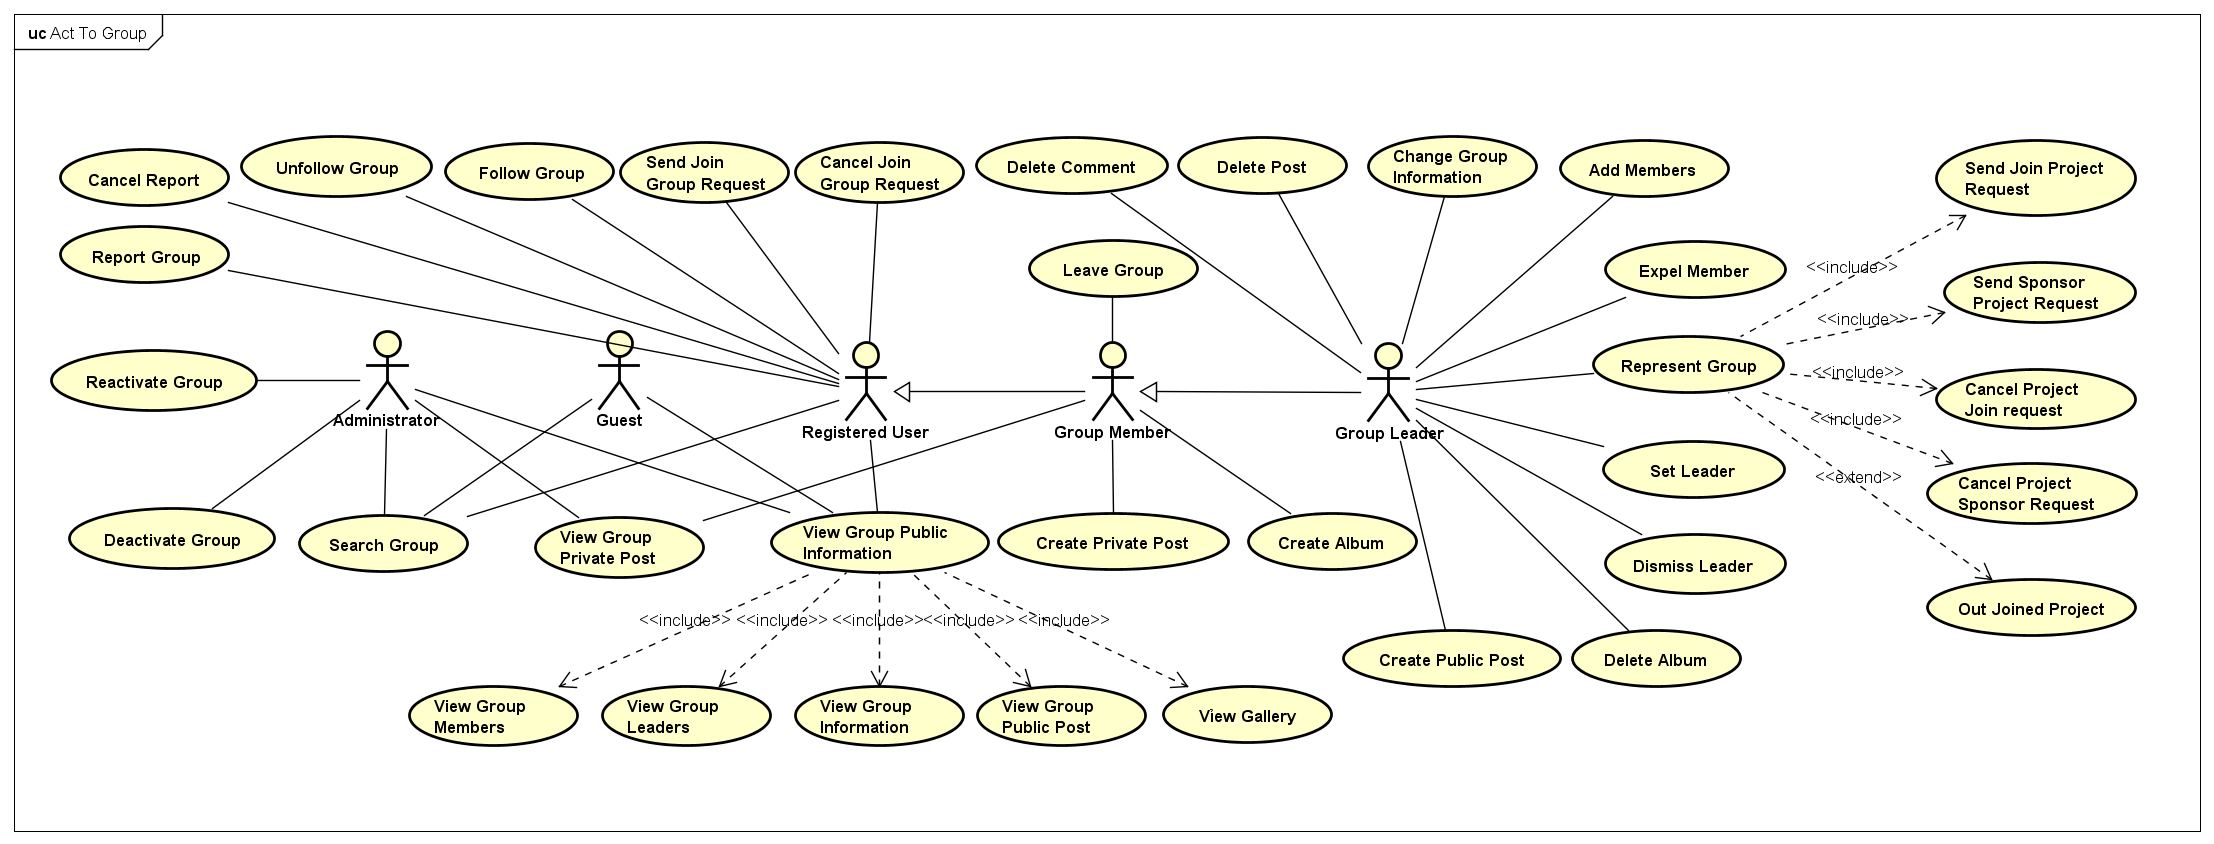 uc Act To Group
Cancel Report
Unfollow Group
Follow Group
Send Join
Group Request
Cancel Join
Group Request
Delete Comment
Delete Post
Change Group
Information
Add Members
Send Join Project
Request
Report Group
Leave Group
Expel Member
<<include>>
Send Sponsor
Project Request
<<include>>
Reactivate Group
Represent Group
<<include>>
Cancel Project
Join request
Administrator
Guest
Registered User
Group Member
Group Leader
<<include>>
Set Leader
<<extend>>
Cancel Project
Sponsor Request
Deactivate Group
Search Group
View Group
Private Post
View Group Public
Information
Create Private Post
Create Album
Dismiss Leader
Out Joined Project
<<include>>
<<include>>
<<include>>
<<include>>
<<include>>
Create Public Post
Delete Album
View Group
Members
View Group
Leaders
View Group
Information
View Group
Public Post
View Gallery